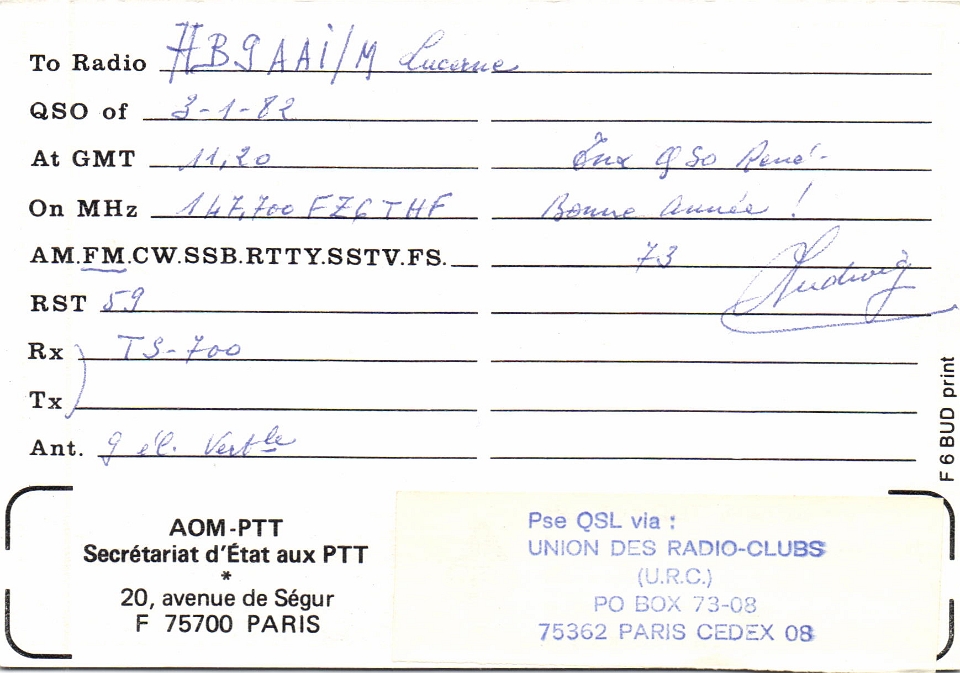 To Radio HB9AAI/M Lucerne
QSO of 3-1-82
At GMT 11,20
Tnx QSO René.
On MHz 147,700 FZ6THF
Bonne année !
AM.FM.CW.SSB.RTTY.SSTV.FS.
73 Ludwig
RST 59
Rx TS-700
Tx
Ant. 9 él. Vertle
F 6 BUD print
AOM-PTT
Secrétariat d'État aux PTT
*
20, avenue de Ségur
F 75700 PARIS
Pse QSL via :
UNION DES RADIO-CLUBS
(U.R.C.)
PO BOX 73-08
75362 PARIS CEDEX 08